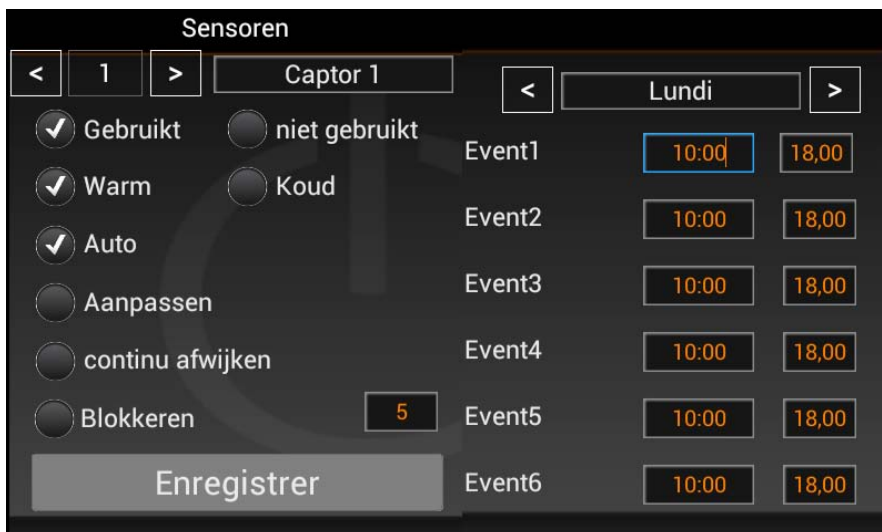 Sensoren
< 1 > Captor 1
Gebruikt niet gebruikt
Warm Koud
Auto
Aanpassen
continu afwijken
Blokkeren 5
Enregistrer
< Lundi >
Event1 10:00 18,00
Event2 10:00 18,00
Event3 10:00 18,00
Event4 10:00 18,00
Event5 10:00 18,00
Event6 10:00 18,00